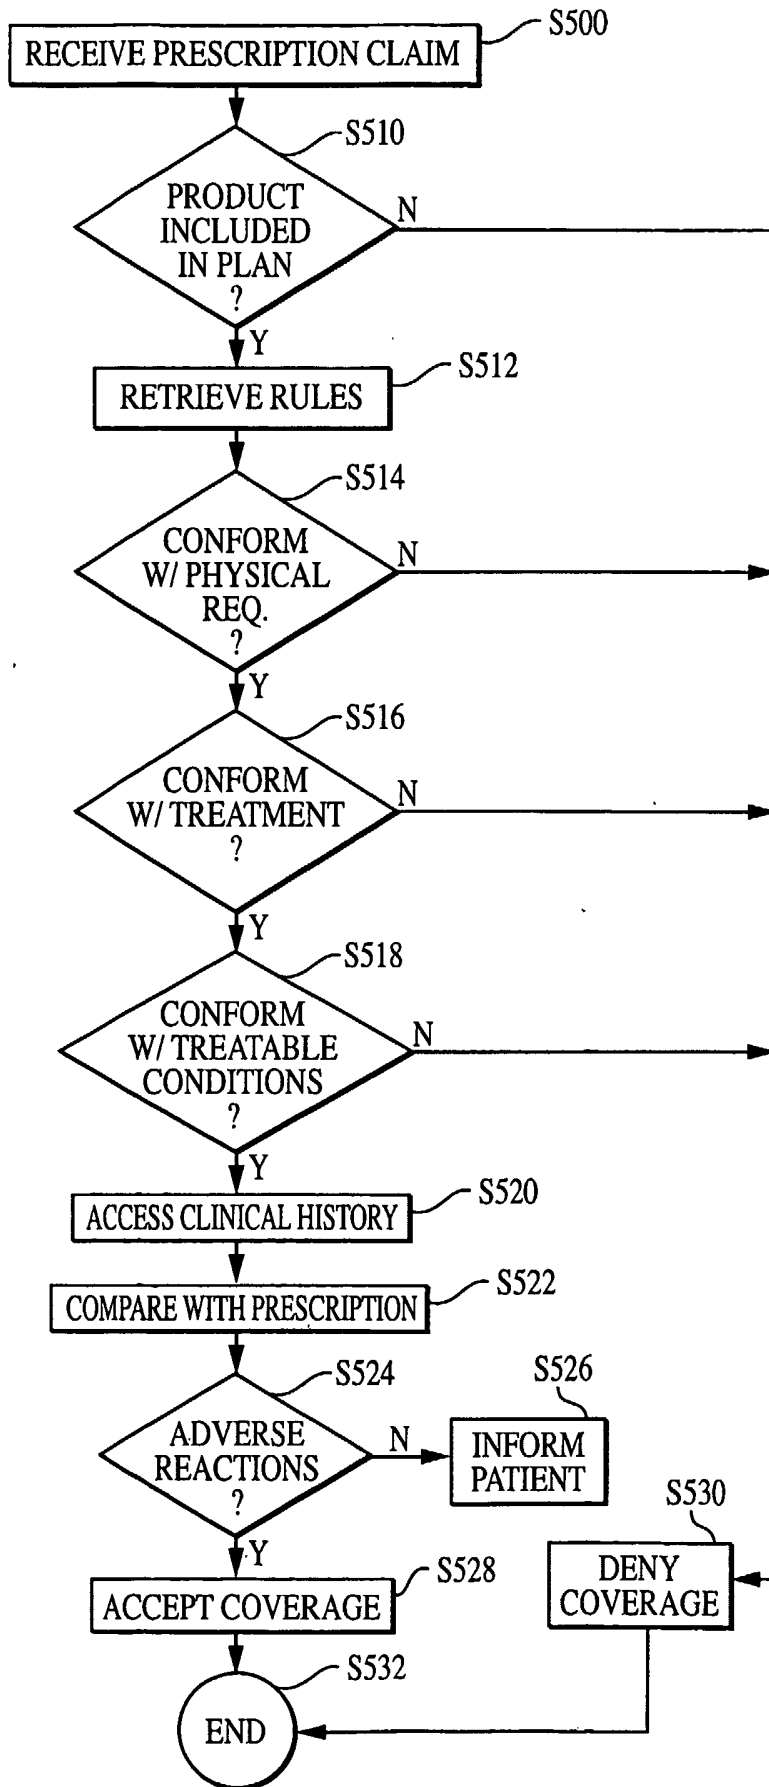 S500
RECEIVE PRESCRIPTION CLAIM
S510
PRODUCT
INCLUDED
IN PLAN
?
N
Y
S512
RETRIEVE RULES
S514
CONFORM
W/ PHYSICAL
REQ.
?
N
Y
S516
CONFORM
W/ TREATMENT
?
N
Y
S518
CONFORM
W/ TREATABLE
CONDITIONS
?
N
Y
S520
ACCESS CLINICAL HISTORY
S522
COMPARE WITH PRESCRIPTION
S524
ADVERSE
REACTIONS
?
N
S526
INFORM
PATIENT
Y
S528
ACCEPT COVERAGE
S530
DENY
COVERAGE
S532
END